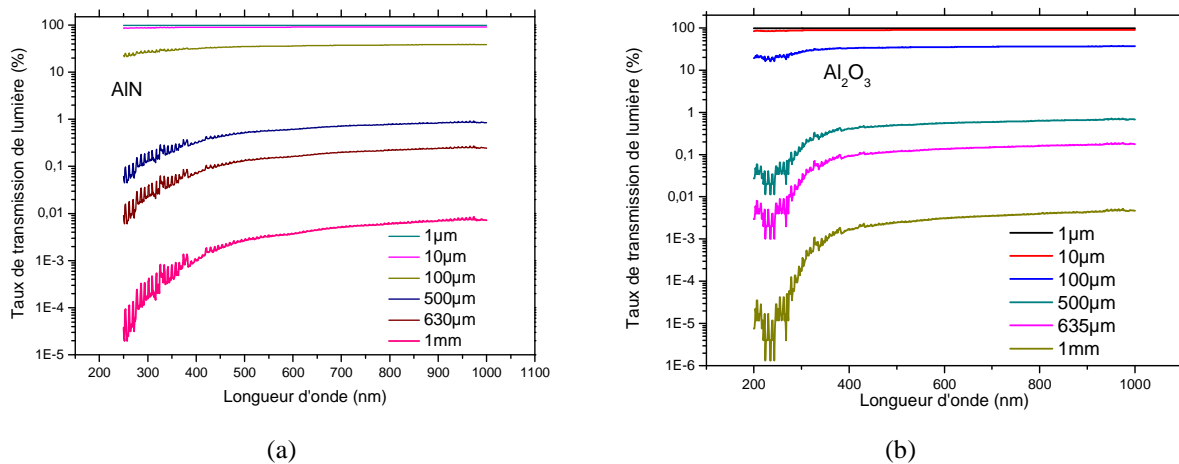 Taux de transmission de lumière (%)
100
10
1
0,1
0,01
1E-3
1E-4
1E-5
AlN
1µm
10µm
100µm
500µm
630µm
1mm
200 300 400 500 600 700 800 900 1000 1100
Longueur d'onde (nm)
(a)
Taux de transmission de lumière (%)
100
10
1
0,1
0,01
1E-3
1E-4
1E-5
1E-6
Al₂O₃
1µm
10µm
100µm
500µm
635µm
1mm
200 400 600 800 1000
Longueur d'onde (nm)
(b)